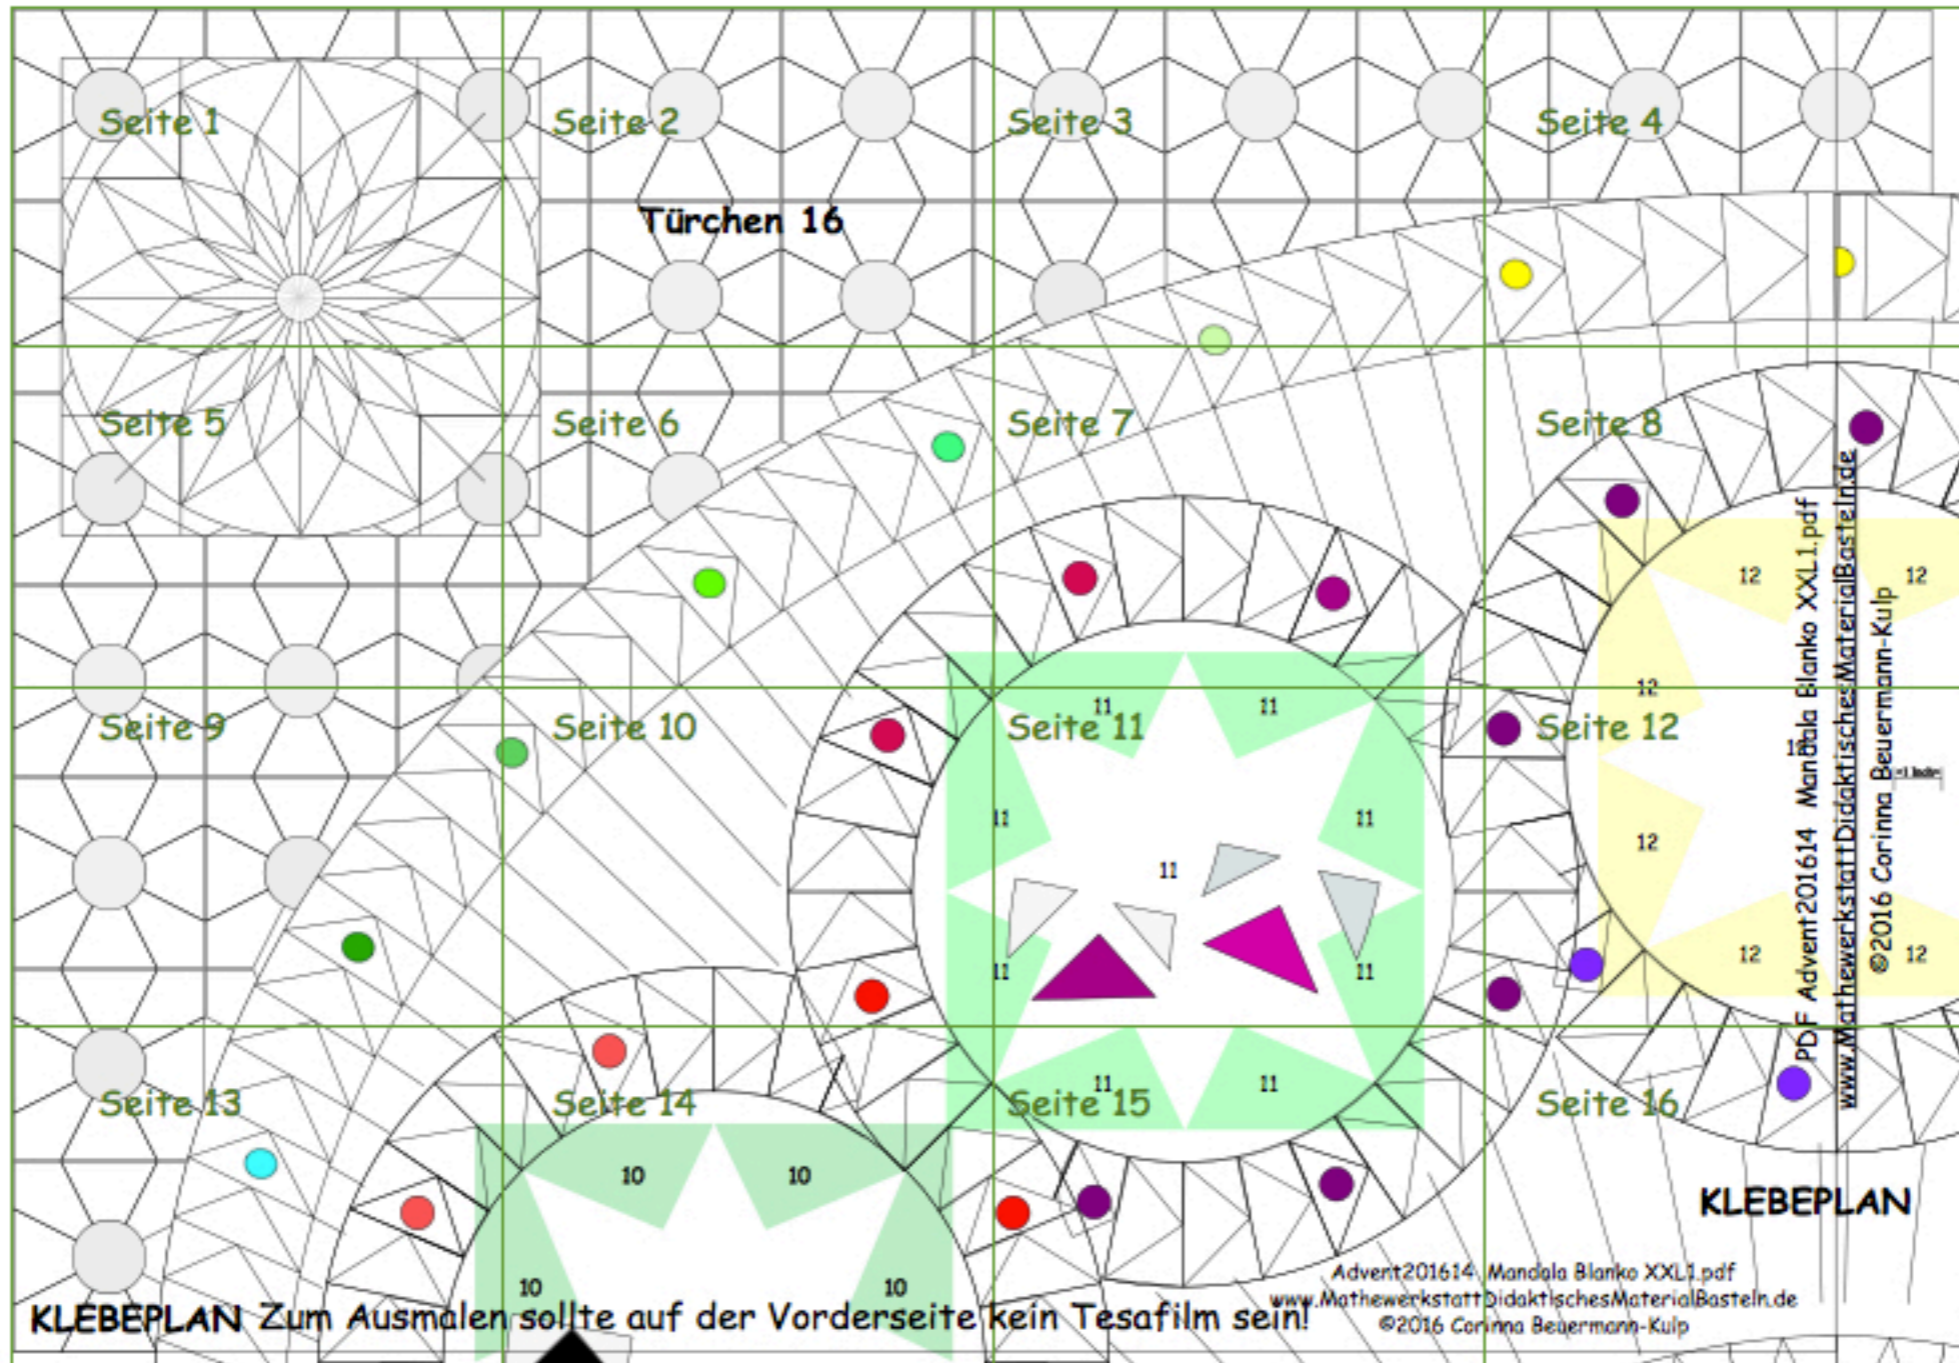 Seite 1
Seite 2
Seite 3
Seite 4
Türchen 16
Seite 5
Seite 6
Seite 7
Seite 8
12
12
12
Seite 9
Seite 10
Seite 11
Seite 12
11
11
11
11
11
12
11
11
12
12
PDF Advent201614 Mandala Blanko XXL1.pdf
www.MathewerkstattDidaktischesMaterialBasteln.de
©2016 Corinna Beuermann-Kulp
11
11
Seite 13
Seite 14
Seite 15
Seite 16
10
10
10
10
KLEBEPLAN
Advent201614 Mandala Blanko XXL1.pdf
www.MathewerkstattDidaktischesMaterialBasteln.de
©2016 Corinna Beuermann-Kulp
KLEBEPLAN Zum Ausmalen sollte auf der Vorderseite kein Tesafilm sein!